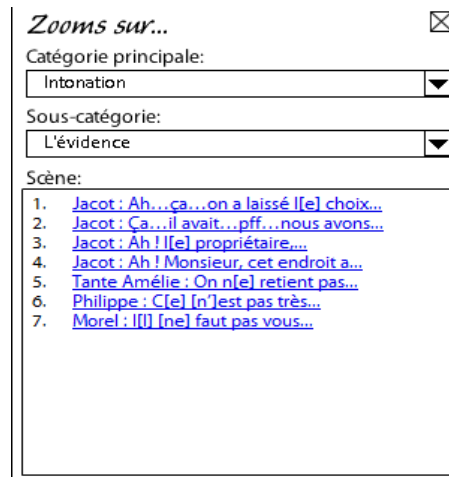 Zooms sur...
Catégorie principale:
Intonation
Sous-catégorie:
L'évidence
Scène:
1. Jacot : Ah…ça…on a laissé l[e] choix...
2. Jacot : Ça…il avait…pff…nous avons...
3. Jacot : Ah ! l[e] propriétaire,...
4. Jacot : Ah ! Monsieur, cet endroit a...
5. Tante Amélie : On n[e] retient pas...
6. Philippe : C[e] [n']est pas très...
7. Morel : I[l] [ne] faut pas vous...